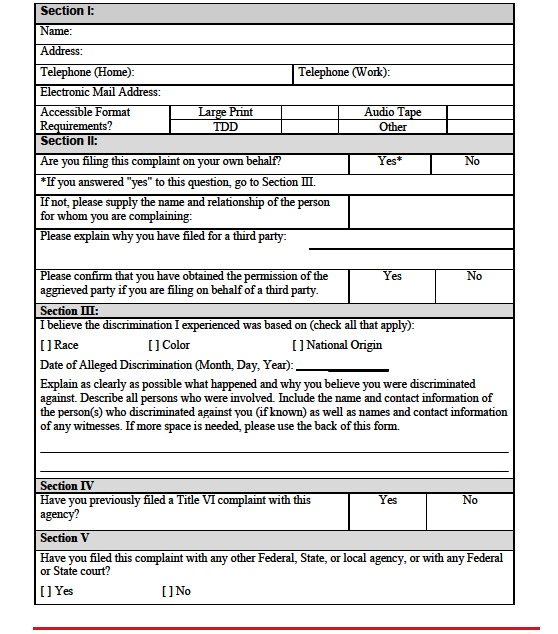 Section I:
Name:
Address:
Telephone (Home): Telephone (Work):
Electronic Mail Address:
Accessible Format Requirements? Large Print Audio Tape
TDD Other
Section II:
Are you filing this complaint on your own behalf? Yes* No
*If you answered "yes" to this question, go to Section III.
If not, please supply the name and relationship of the person
for whom you are complaining:
Please explain why you have filed for a third party:
Please confirm that you have obtained the permission of the Yes No
aggrieved party if you are filing on behalf of a third party.
Section III:
I believe the discrimination I experienced was based on (check all that apply):
[ ] Race [ ] Color [ ] National Origin
Date of Alleged Discrimination (Month, Day, Year):
Explain as clearly as possible what happened and why you believe you were discriminated
against. Describe all persons who were involved. Include the name and contact information of
the person(s) who discriminated against you (if known) as well as names and contact information
of any witnesses. If more space is needed, please use the back of this form.
Section IV
Have you previously filed a Title VI complaint with this Yes No
agency?
Section V
Have you filed this complaint with any other Federal, State, or local agency, or with any Federal
or State court?
[ ] Yes [ ] No